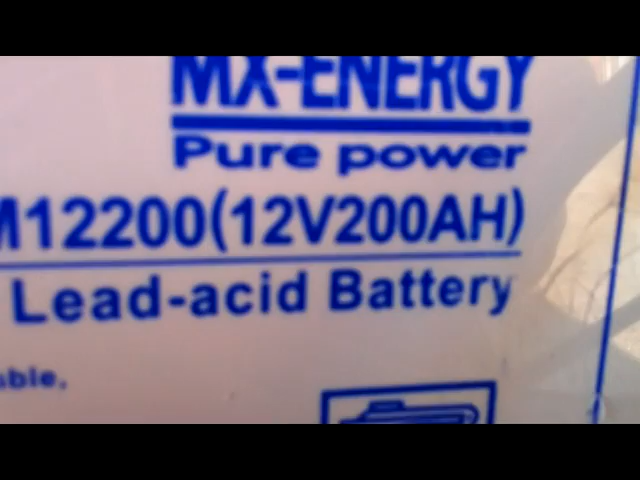 MX-ENERGY
Pure power
M12200(12V200AH)
Lead-acid Battery